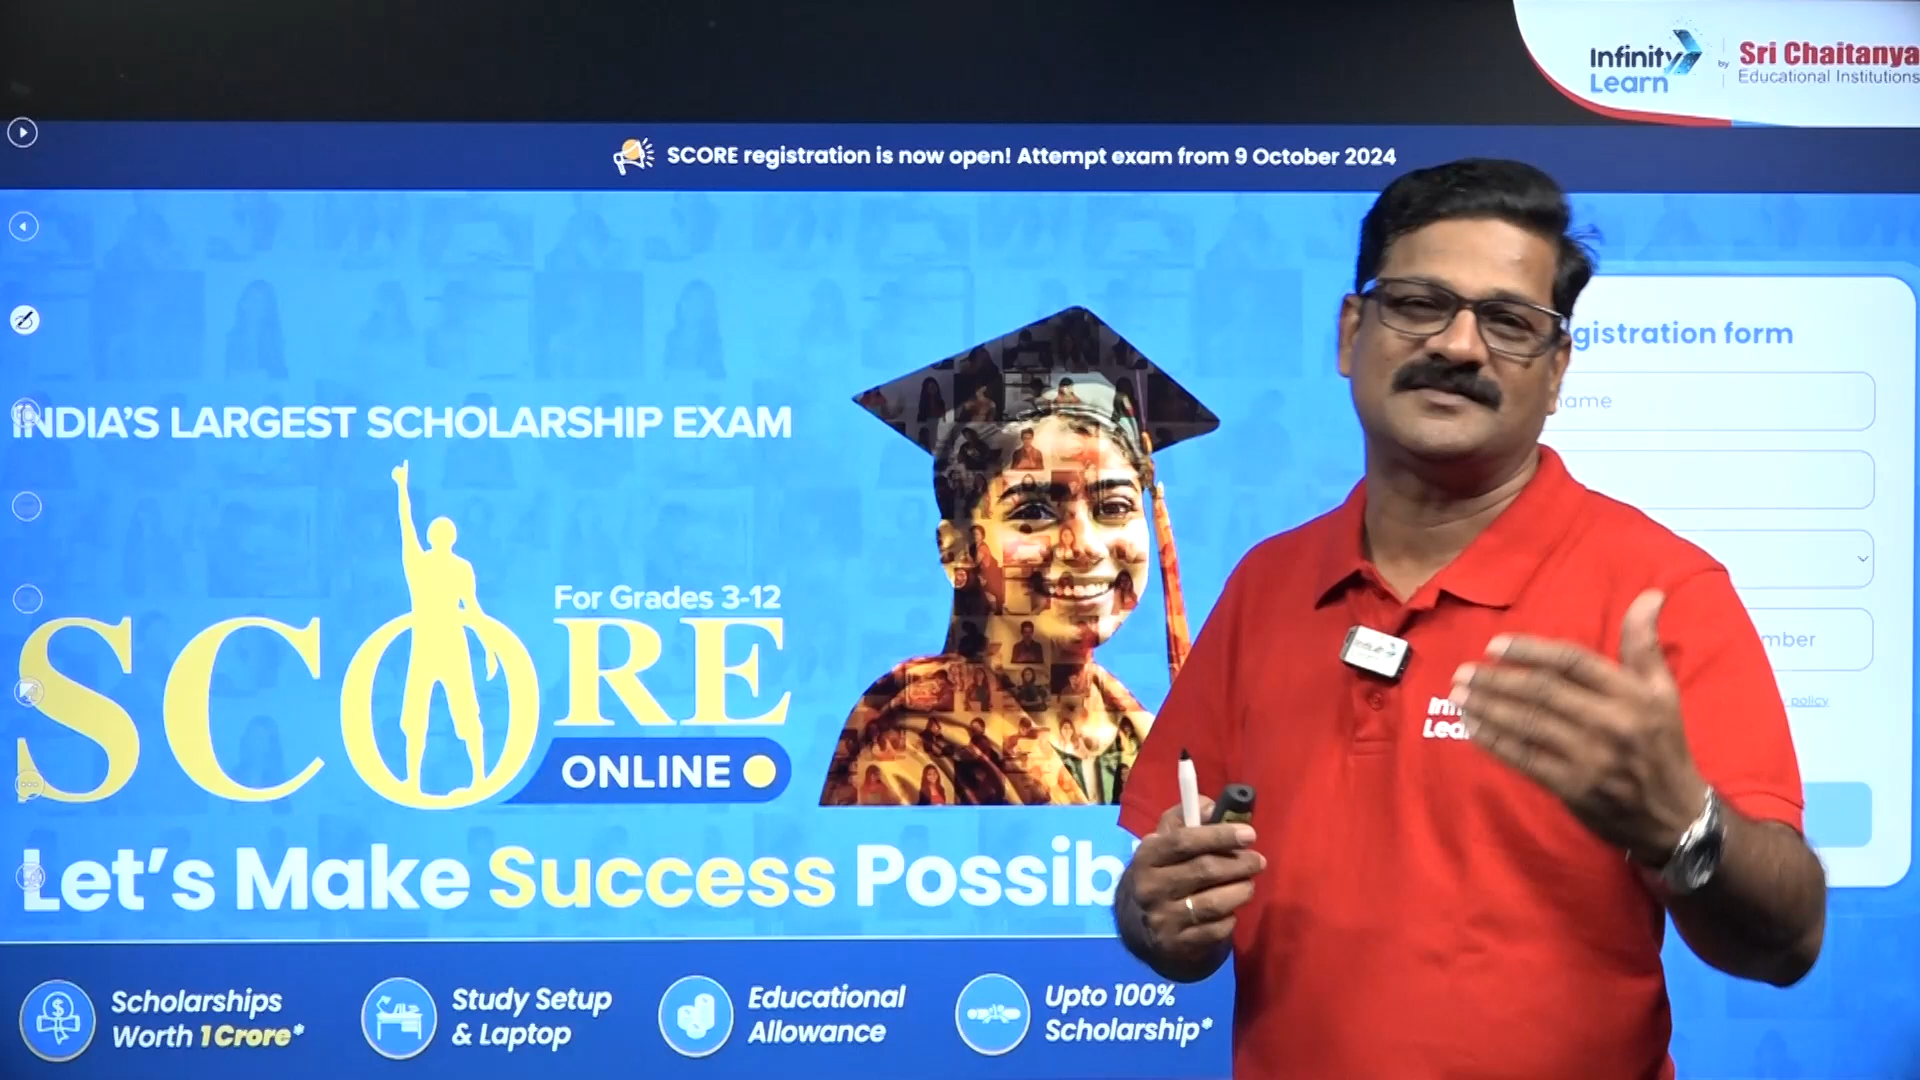 Infinity Learn by Sri Chaitanya
Educational Institutions
SCORE registration is now open! Attempt exam from 9 October 2024
gistration form
name
INDIA'S LARGEST SCHOLARSHIP EXAM
For Grades 3-12
SCORE
ONLINE
mber
policy
Let's Make Success Possib
Scholarships
Worth 1 Crore*
Study Setup
& Laptop
Educational
Allowance
Upto 100%
Scholarship*